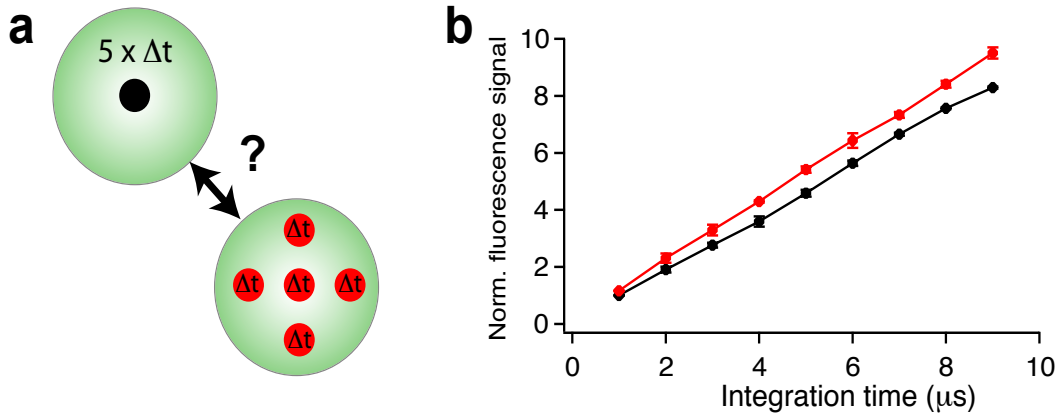 a
5 x Δt
?
Δt
Δt Δt Δt
Δt
b
Norm. fluorescence signal
10
8
6
4
2
0
0 2 4 6 8 10
Integration time (μs)